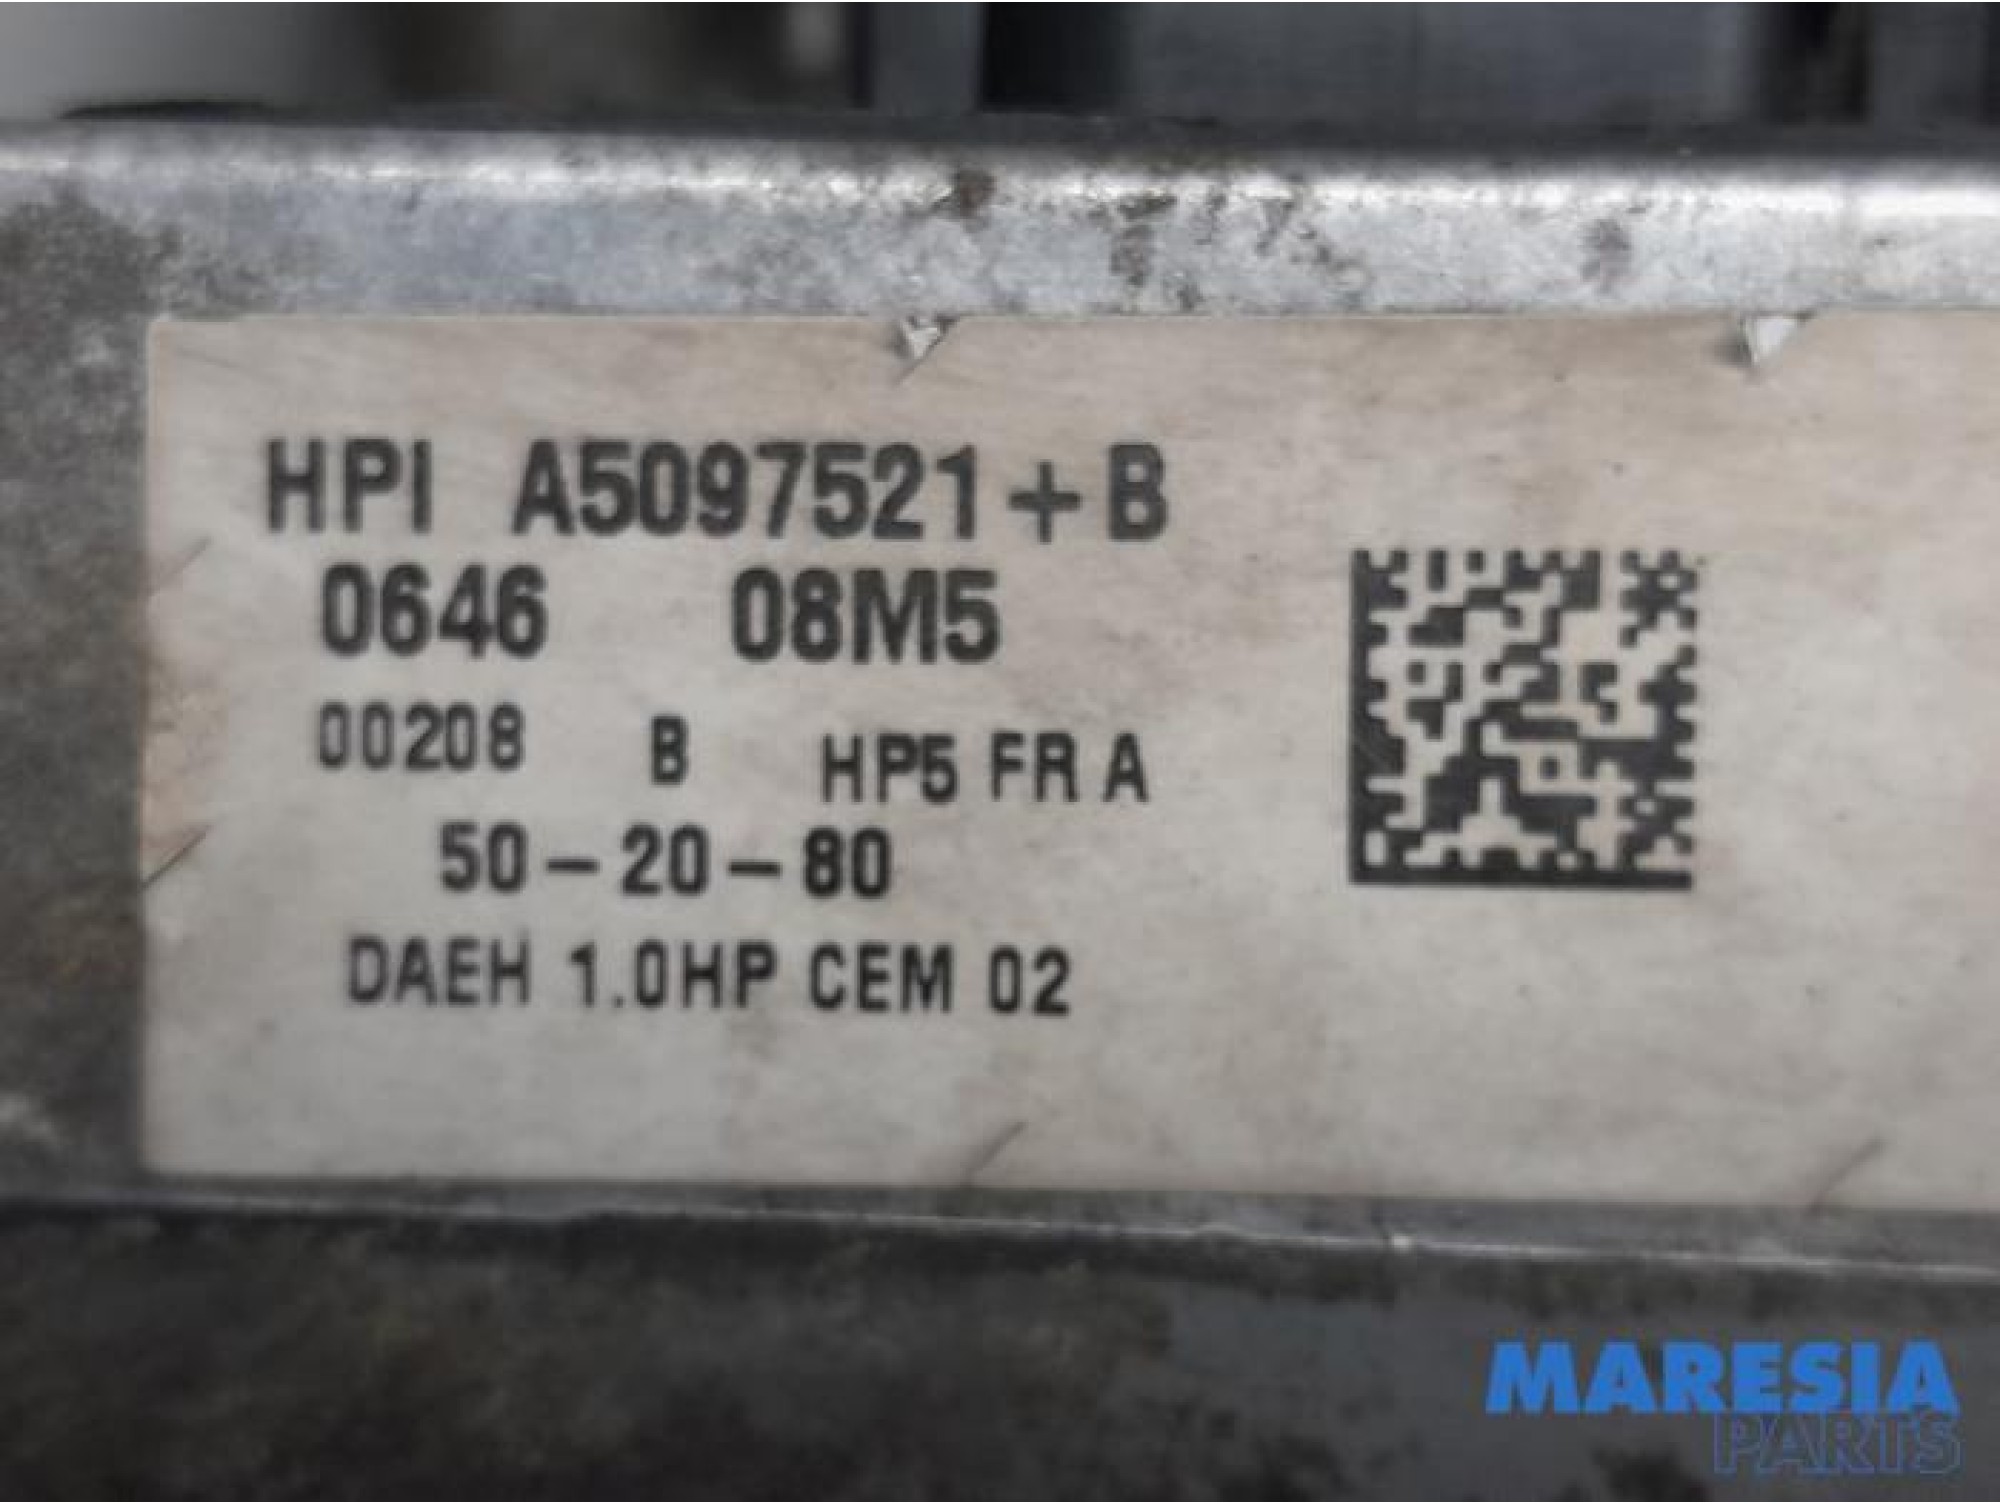 HPI A5097521+B
0646 08M5
00208 B HP5 FR A
50-20-80
DAEH 1.0HP CEM 02
MARESIA
PARTS